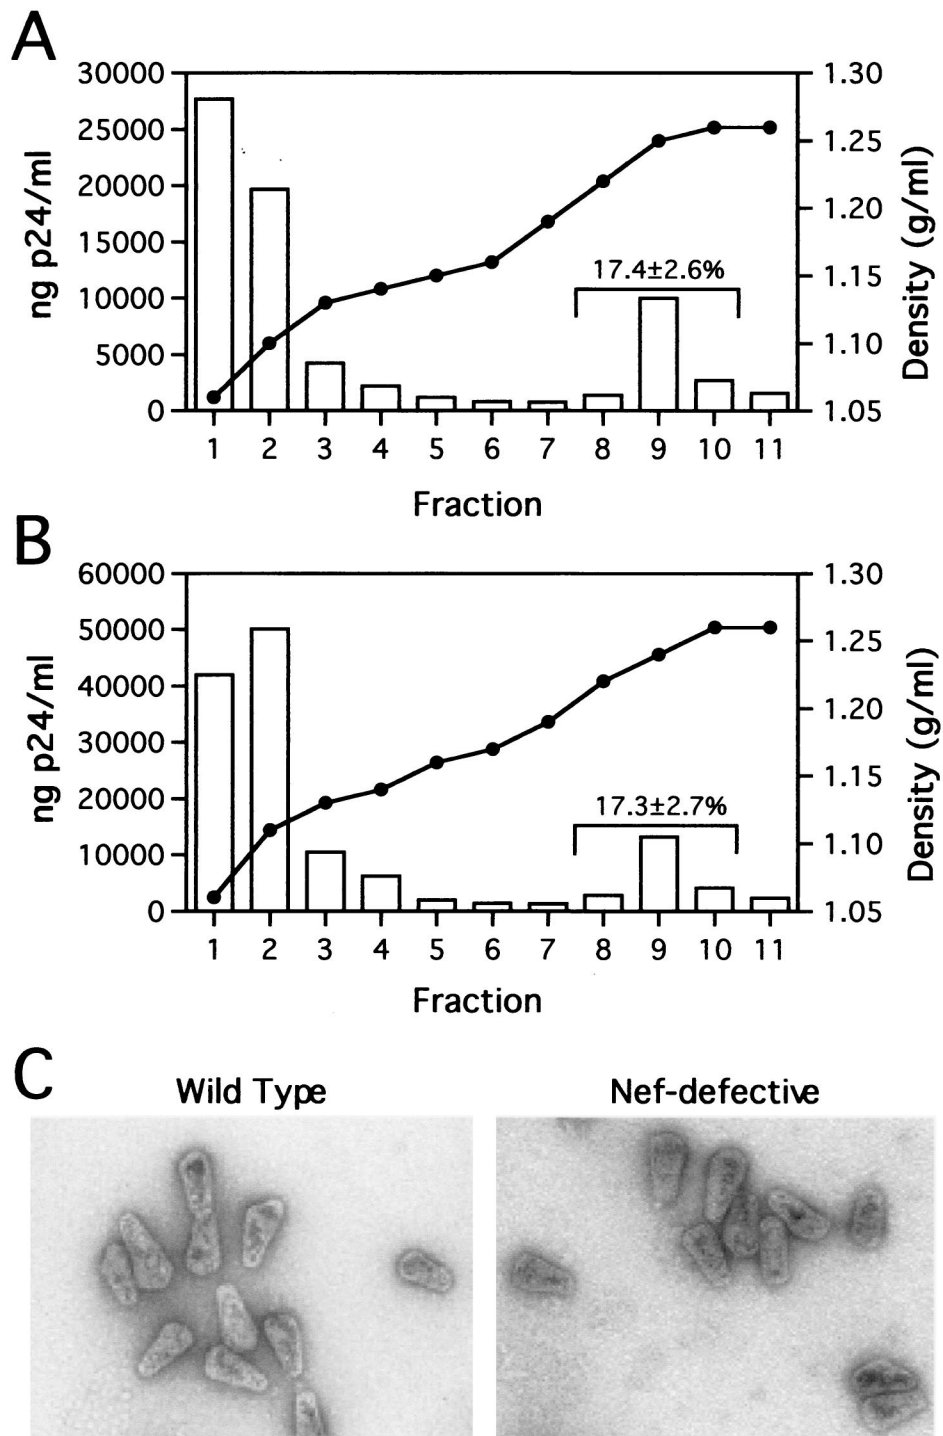 A
30000
25000
20000
15000
10000
5000
0
ng p24/ml
1.30
1.25
1.20
1.15
1.10
1.05
Density (g/ml)
17.4±2.6%
1 2 3 4 5 6 7 8 9 10 11
Fraction
B
60000
50000
40000
30000
20000
10000
0
ng p24/ml
1.30
1.25
1.20
1.15
1.10
1.05
Density (g/ml)
17.3±2.7%
1 2 3 4 5 6 7 8 9 10 11
Fraction
C
Wild Type
Nef-defective